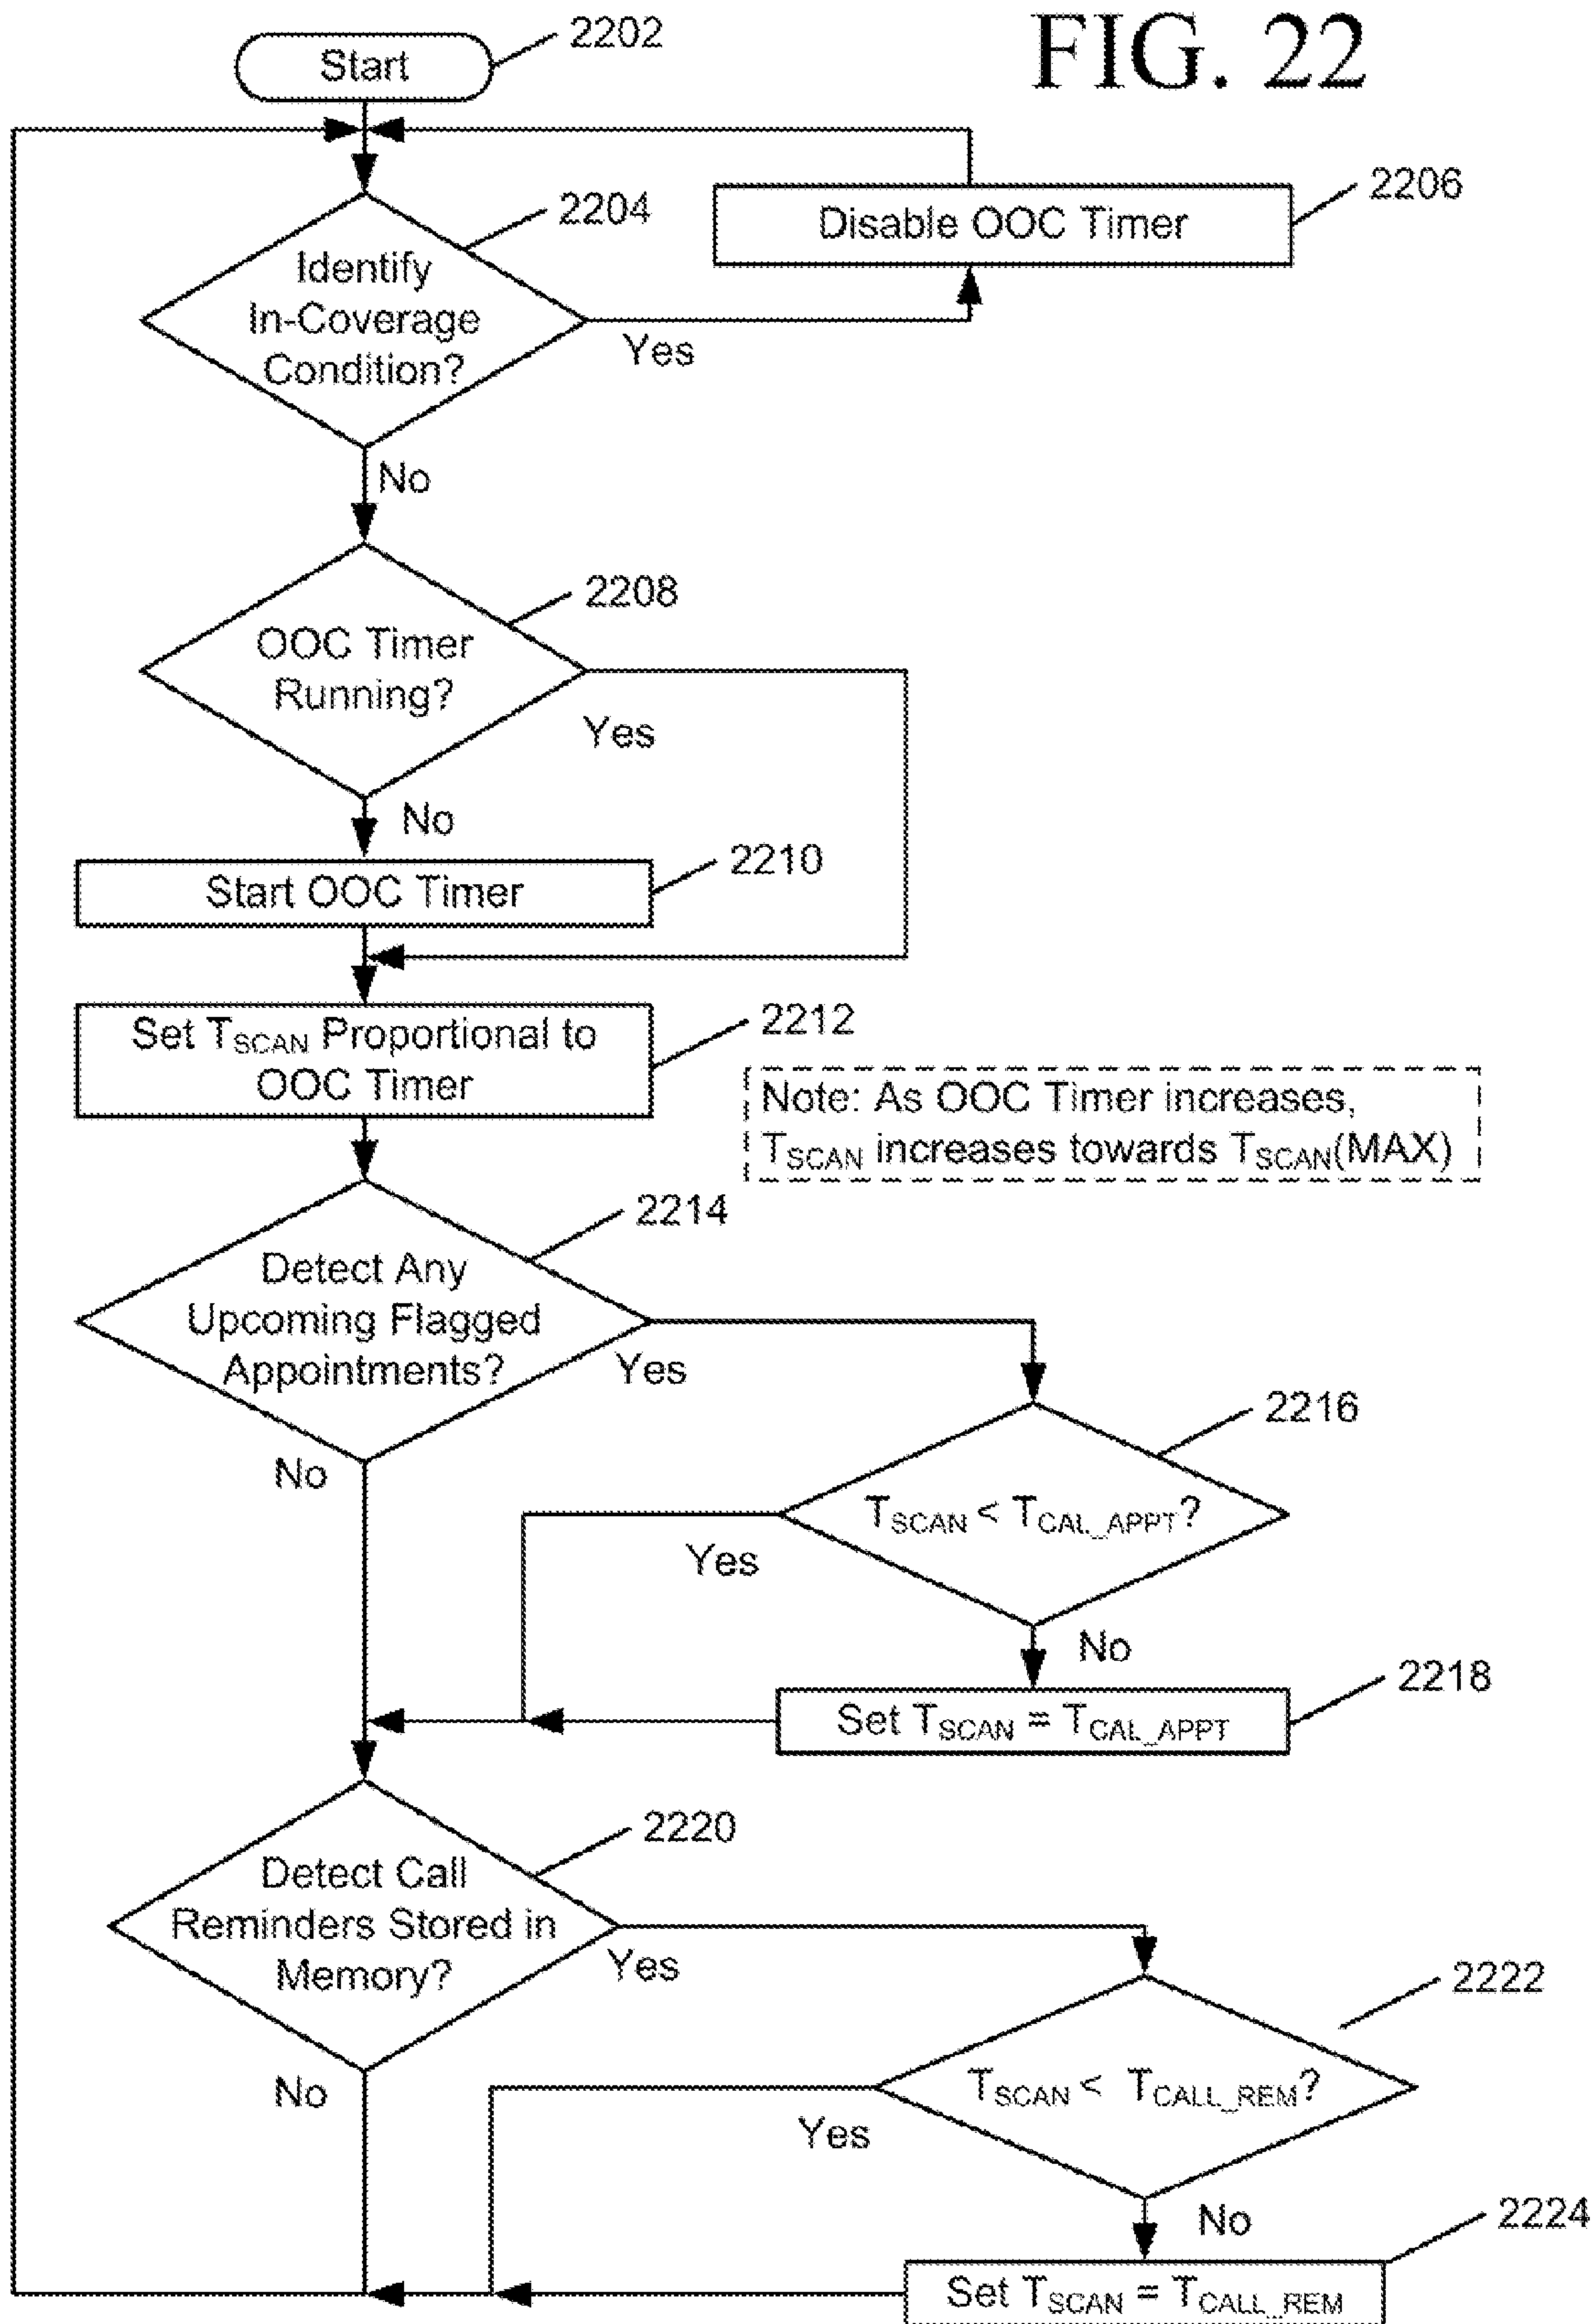 FIG. 22
Start
2202
2204
Identify
In-Coverage
Condition?
Yes
Disable OOC Timer
2206
No
2208
OOC Timer
Running?
Yes
No
Start OOC Timer
2210
Set TSCAN Proportional to
OOC Timer
2212
Note: As OOC Timer increases,
TSCAN increases towards TSCAN(MAX)
2214
Detect Any
Upcoming Flagged
Appointments?
Yes
No
2216
TSCAN < TCAL_APPT?
Yes
No
Set TSCAN = TCAL_APPT
2218
2220
Detect Call
Reminders Stored in
Memory?
Yes
No
2222
TSCAN < TCALL_REM?
Yes
No
2224
Set TSCAN = TCALL_REM